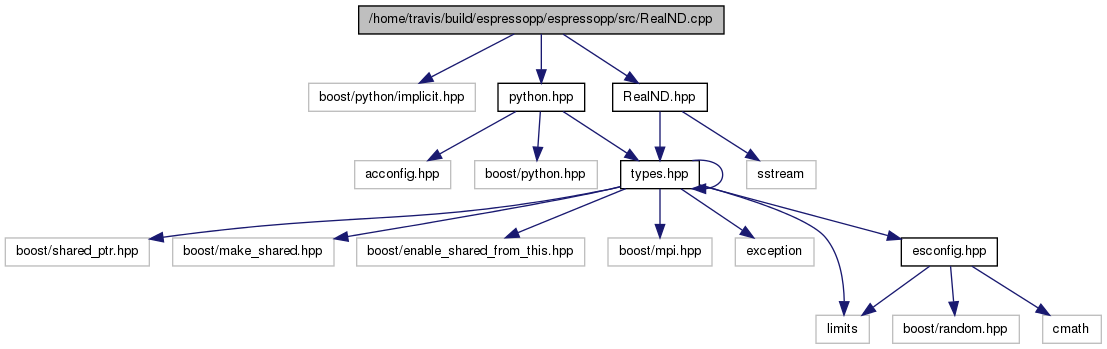 /home/travis/build/espressopp/espressopp/src/RealND.cpp
boost/python/implicit.hpp
python.hpp
RealND.hpp
acconfig.hpp
boost/python.hpp
types.hpp
sstream
boost/shared_ptr.hpp
boost/make_shared.hpp
boost/enable_shared_from_this.hpp
boost/mpi.hpp
exception
esconfig.hpp
limits
boost/random.hpp
cmath